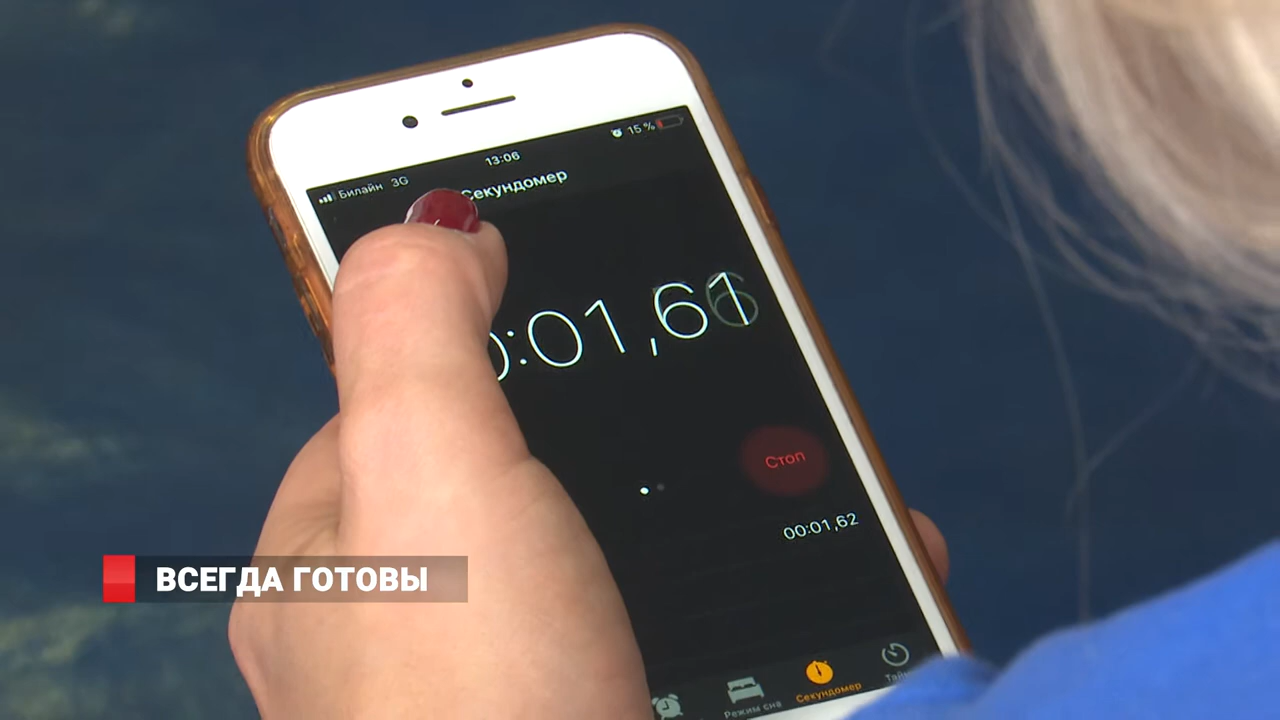 Билайн 3G
13:06
15 %
Секундомер
0:01,61
Стоп
00:01,62
Режим сна
Секундомер
ВСЕГДА ГОТОВЫ